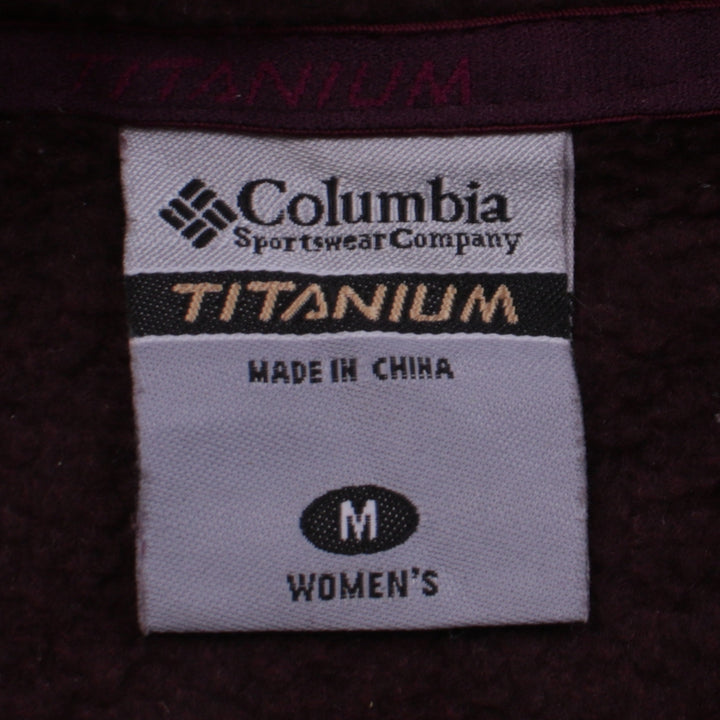 TITANIUM
Columbia
Sportswear Company
TITANIUM
MADE IN CHINA
M
WOMEN'S